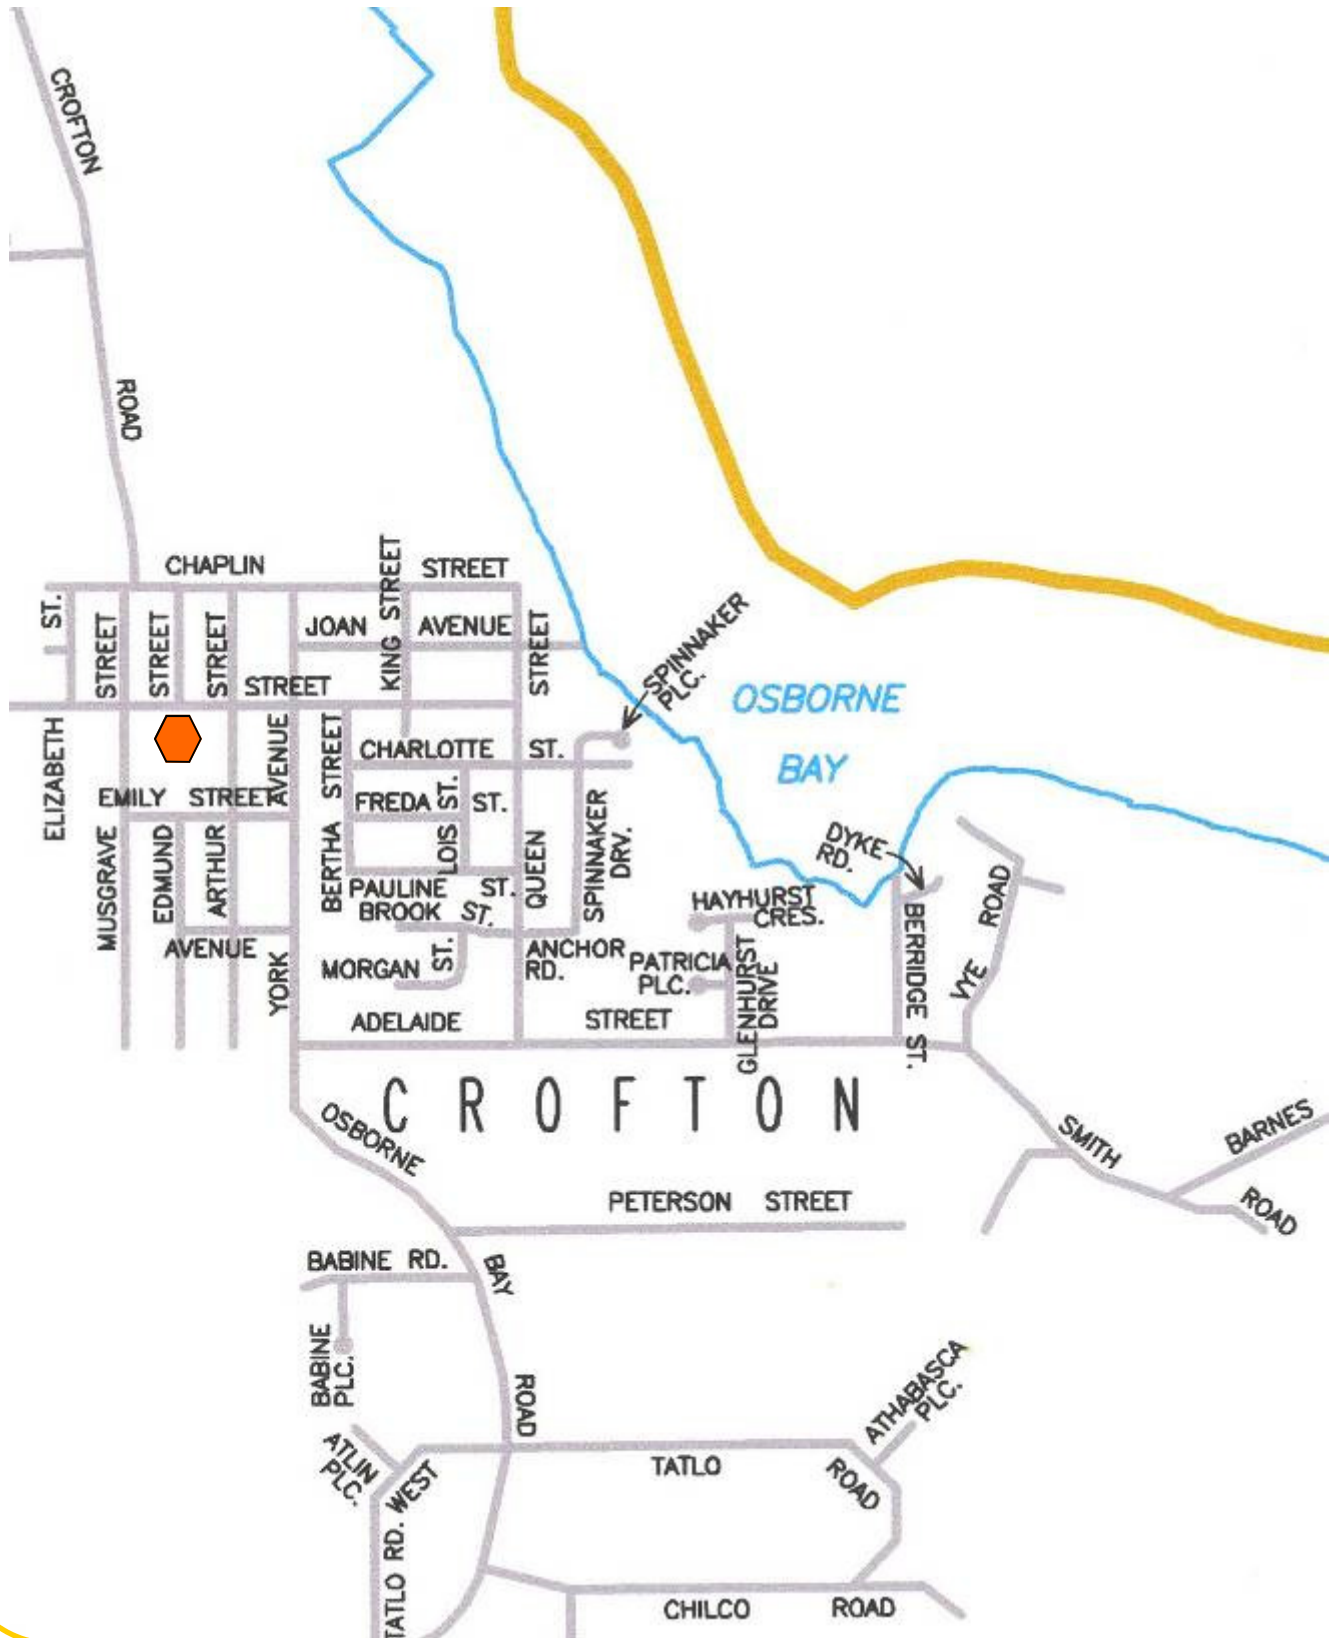 CROFTON
ROAD
CHAPLIN STREET
KING STREET
ST.
STREET
STREET
STREET
JOAN AVENUE
STREET
STREET
SPINNAKER
PLC.
OSBORNE
BAY
ELIZABETH
AVENUE
BERTHA STREET
CHARLOTTE ST.
EMILY STREET
FREDA ST.
LOIS ST.
QUEEN
SPINNAKER
DRV.
DYKE
RD.
MUSGRAVE
EDMUND
ARTHUR
PAULINE ST.
BROOK ST.
HAYHURST
CRES.
BERRIDGE ST.
VYE ROAD
AVENUE
YORK
MORGAN ST.
ANCHOR
RD.
PATRICIA
PLC.
GLENHURST
DRIVE
ADELAIDE STREET
CROFTON
OSBORNE
SMITH
BARNES
ROAD
PETERSON STREET
BABINE RD.
BAY
BABINE
PLC.
ROAD
ATHABASCA
PLC.
ATLIN
PLC.
WEST
TATLO
ROAD
TATLO RD.
CHILCO ROAD